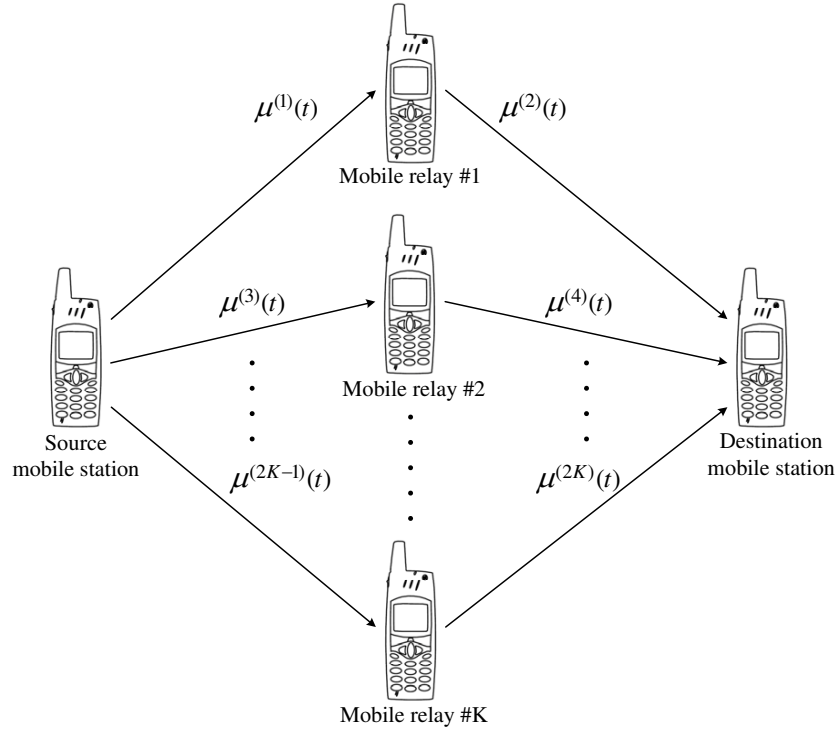 μ^(1)(t)
μ^(2)(t)
Mobile relay #1
μ^(3)(t)
μ^(4)(t)
Mobile relay #2
Source
mobile station
Destination
mobile station
μ^(2K−1)(t)
μ^(2K)(t)
Mobile relay #K